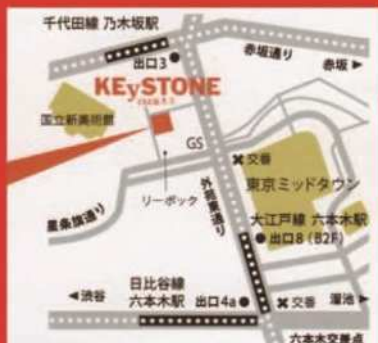 千代田線 乃木坂駅
出口3
赤坂通り
赤坂▶
KEySTONE
国立新美術館
GS
交番
リーボック
外苑東通り
東京ミッドタウン
星条旗通り
大江戸線 六本木駅
出口8 (B2F)
日比谷線
六本木駅
出口4a
◀渋谷
交番
溜池▶
六本木交差点